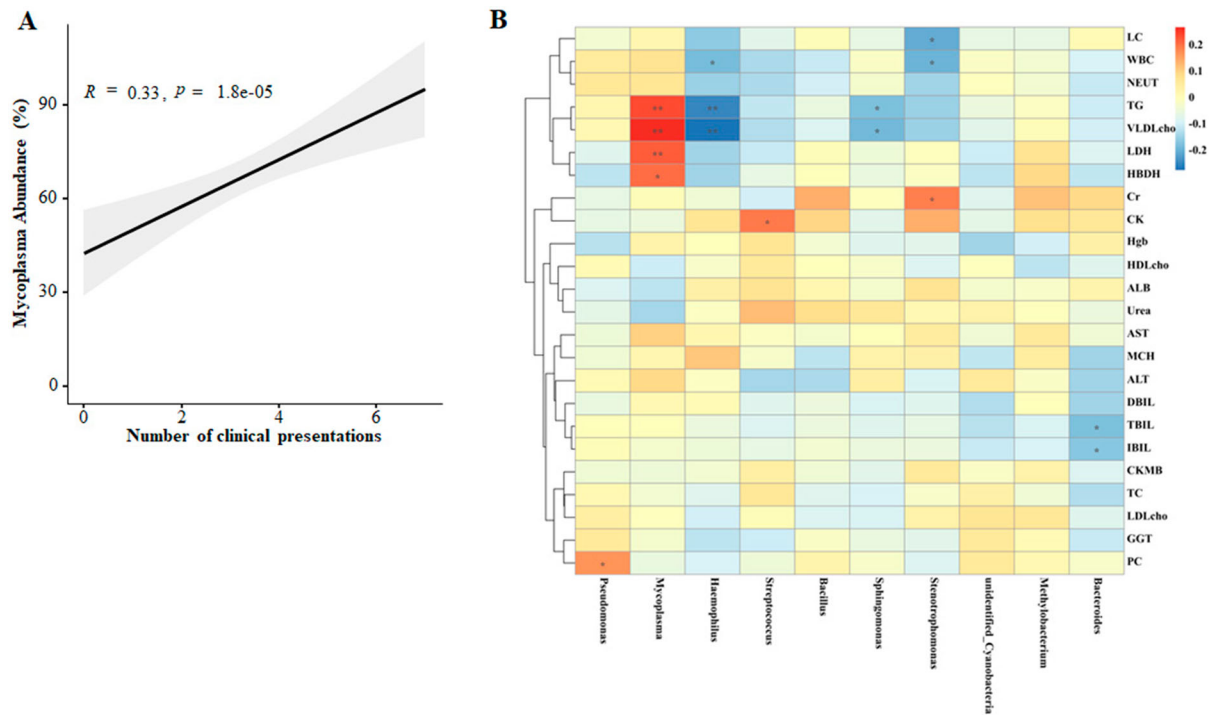 A
R = 0.33, P = 1.8e-05
Mycoplasma Abundance (%)
90
60
30
0
0 2 4 6
Number of clinical presentations
B
LC
WBC
NEUT
TG
VLDLcho
LDH
HBDH
Cr
CK
Hgb
HDLcho
ALB
Urea
AST
MCH
ALT
DBIL
TBIL
IBIL
CKMB
TC
LDLcho
GGT
PC
* *
* *
** ** *
** ** *
**
*
*
*
*
*
*
Pseudomonas
Mycoplasma
Haemophilus
Streptococcus
Bacillus
Sphingomonas
Stenotrophomonas
unidentified_Cyanobacteria
Methylobacterium
Bacteroides
0.2
0.1
0
-0.1
-0.2